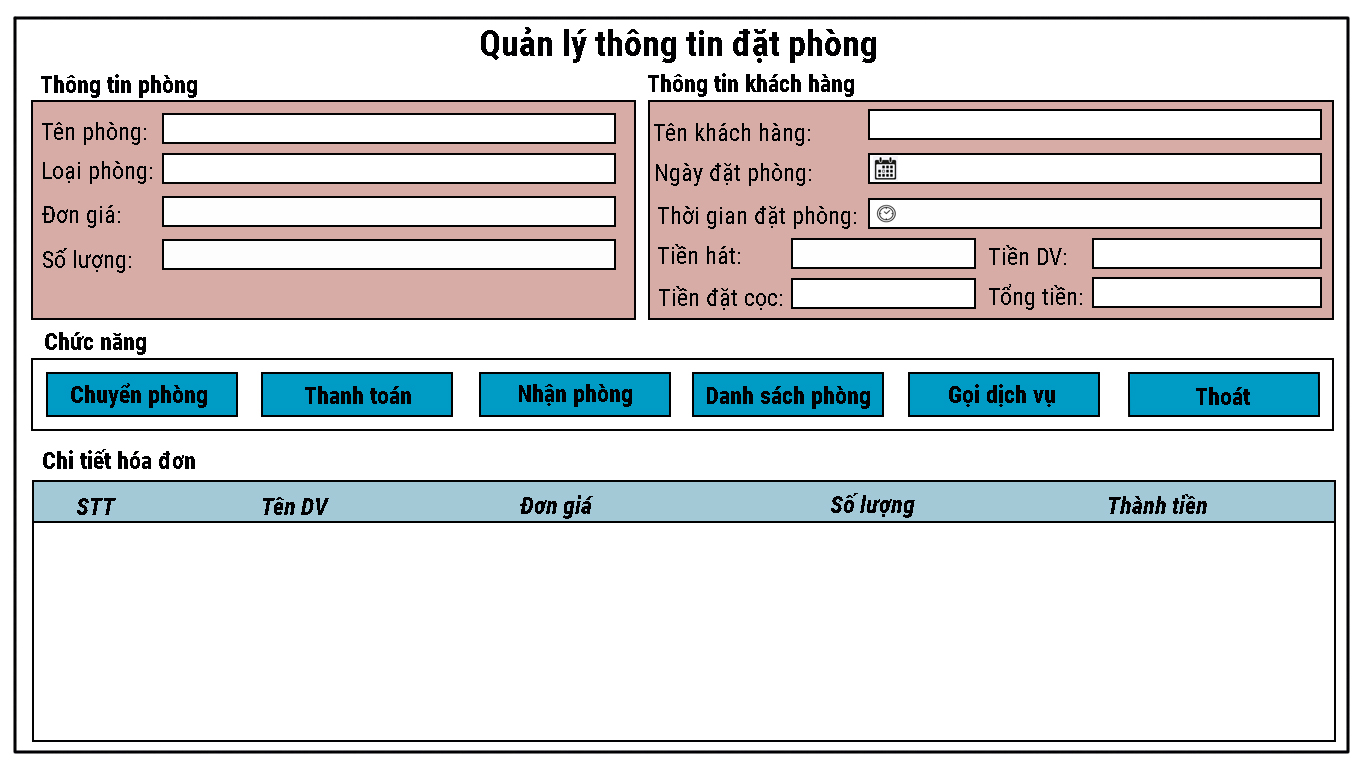 Quản lý thông tin đặt phòng
Thông tin phòng
Tên phòng:
Loại phòng:
Đơn giá:
Số lượng:
Thông tin khách hàng
Tên khách hàng:
Ngày đặt phòng:
Thời gian đặt phòng:
Tiền hát: Tiền DV:
Tiền đặt cọc: Tổng tiền:
Chức năng
Chuyển phòng Thanh toán Nhận phòng Danh sách phòng Gọi dịch vụ Thoát
Chi tiết hóa đơn
STT Tên DV Đơn giá Số lượng Thành tiền